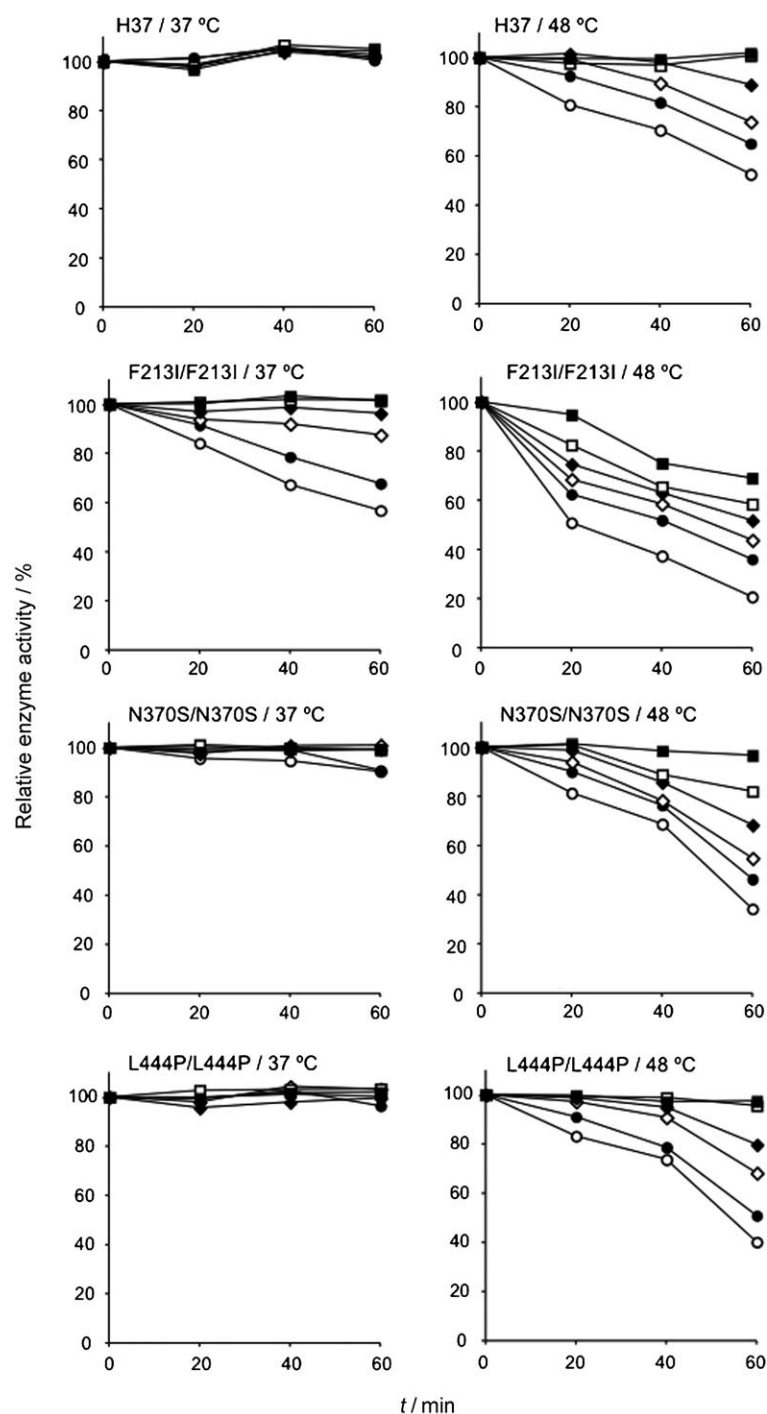 H37 / 37 ºC
100
80
60
40
20
0
0 20 40 60
H37 / 48 ºC
100
80
60
40
20
0
0 20 40 60
F213I/F213I / 37 ºC
100
80
60
40
20
0
0 20 40 60
F213I/F213I / 48 ºC
100
80
60
40
20
0
0 20 40 60
Relative enzyme activity / %
N370S/N370S / 37 ºC
100
80
60
40
20
0
0 20 40 60
N370S/N370S / 48 ºC
100
80
60
40
20
0
0 20 40 60
L444P/L444P / 37 ºC
100
80
60
40
20
0
0 20 40 60
L444P/L444P / 48 ºC
100
80
60
40
20
0
0 20 40 60
t / min